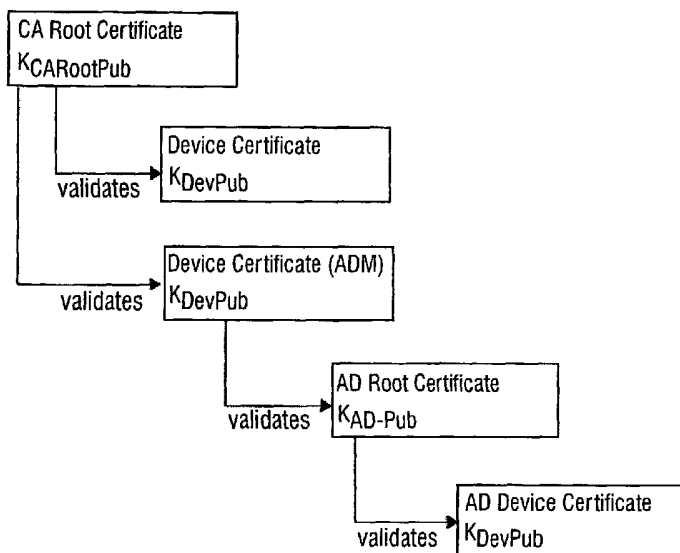 CA Root Certificate
KCARootPub
Device Certificate
KDevPub
validates
Device Certificate (ADM)
KDevPub
validates
AD Root Certificate
KAD-Pub
validates
AD Device Certificate
KDevPub
validates